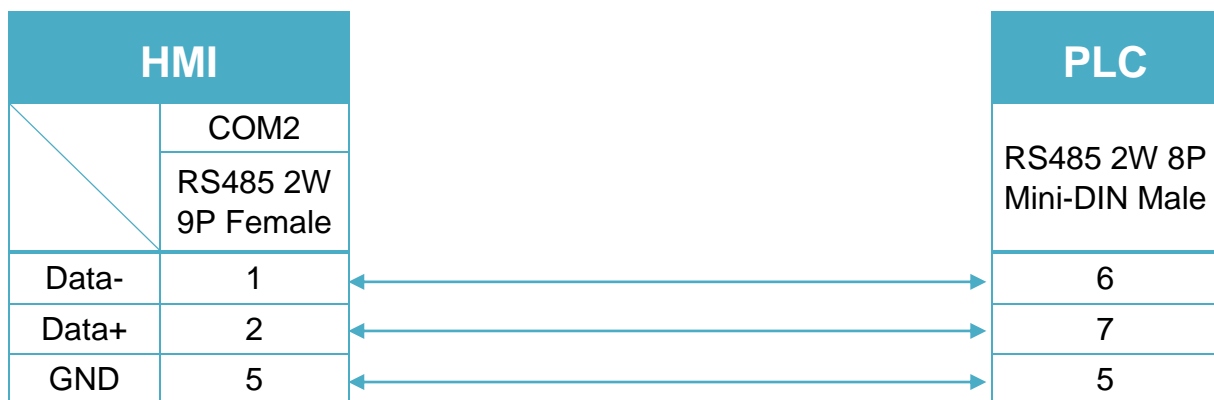 HMI
PLC
COM2
RS485 2W
9P Female
RS485 2W 8P
Mini-DIN Male
Data- 1 6
Data+ 2 7
GND 5 5